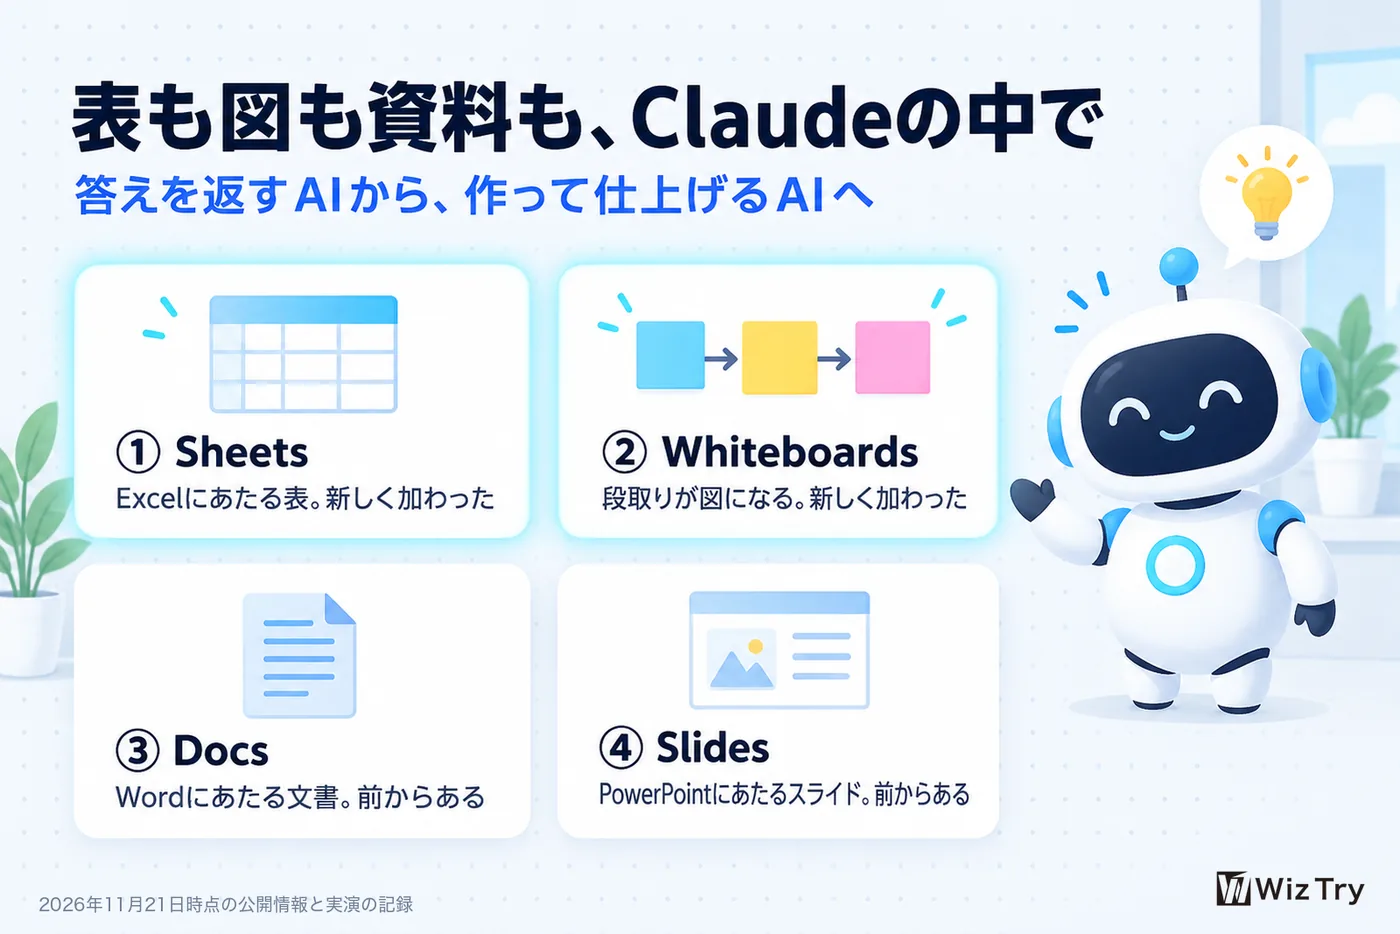 表も図も資料も、Claudeの中で
答えを返すAIから、作って仕上げるAIへ
① Sheets
Excelにあたる表。新しく加わった
② Whiteboards
段取りが図になる。新しく加わった
③ Docs
Wordにあたる文書。前からある
④ Slides
PowerPointにあたるスライド。前からある
2026年11月21日時点の公開情報と実演の記録
Wiz Try